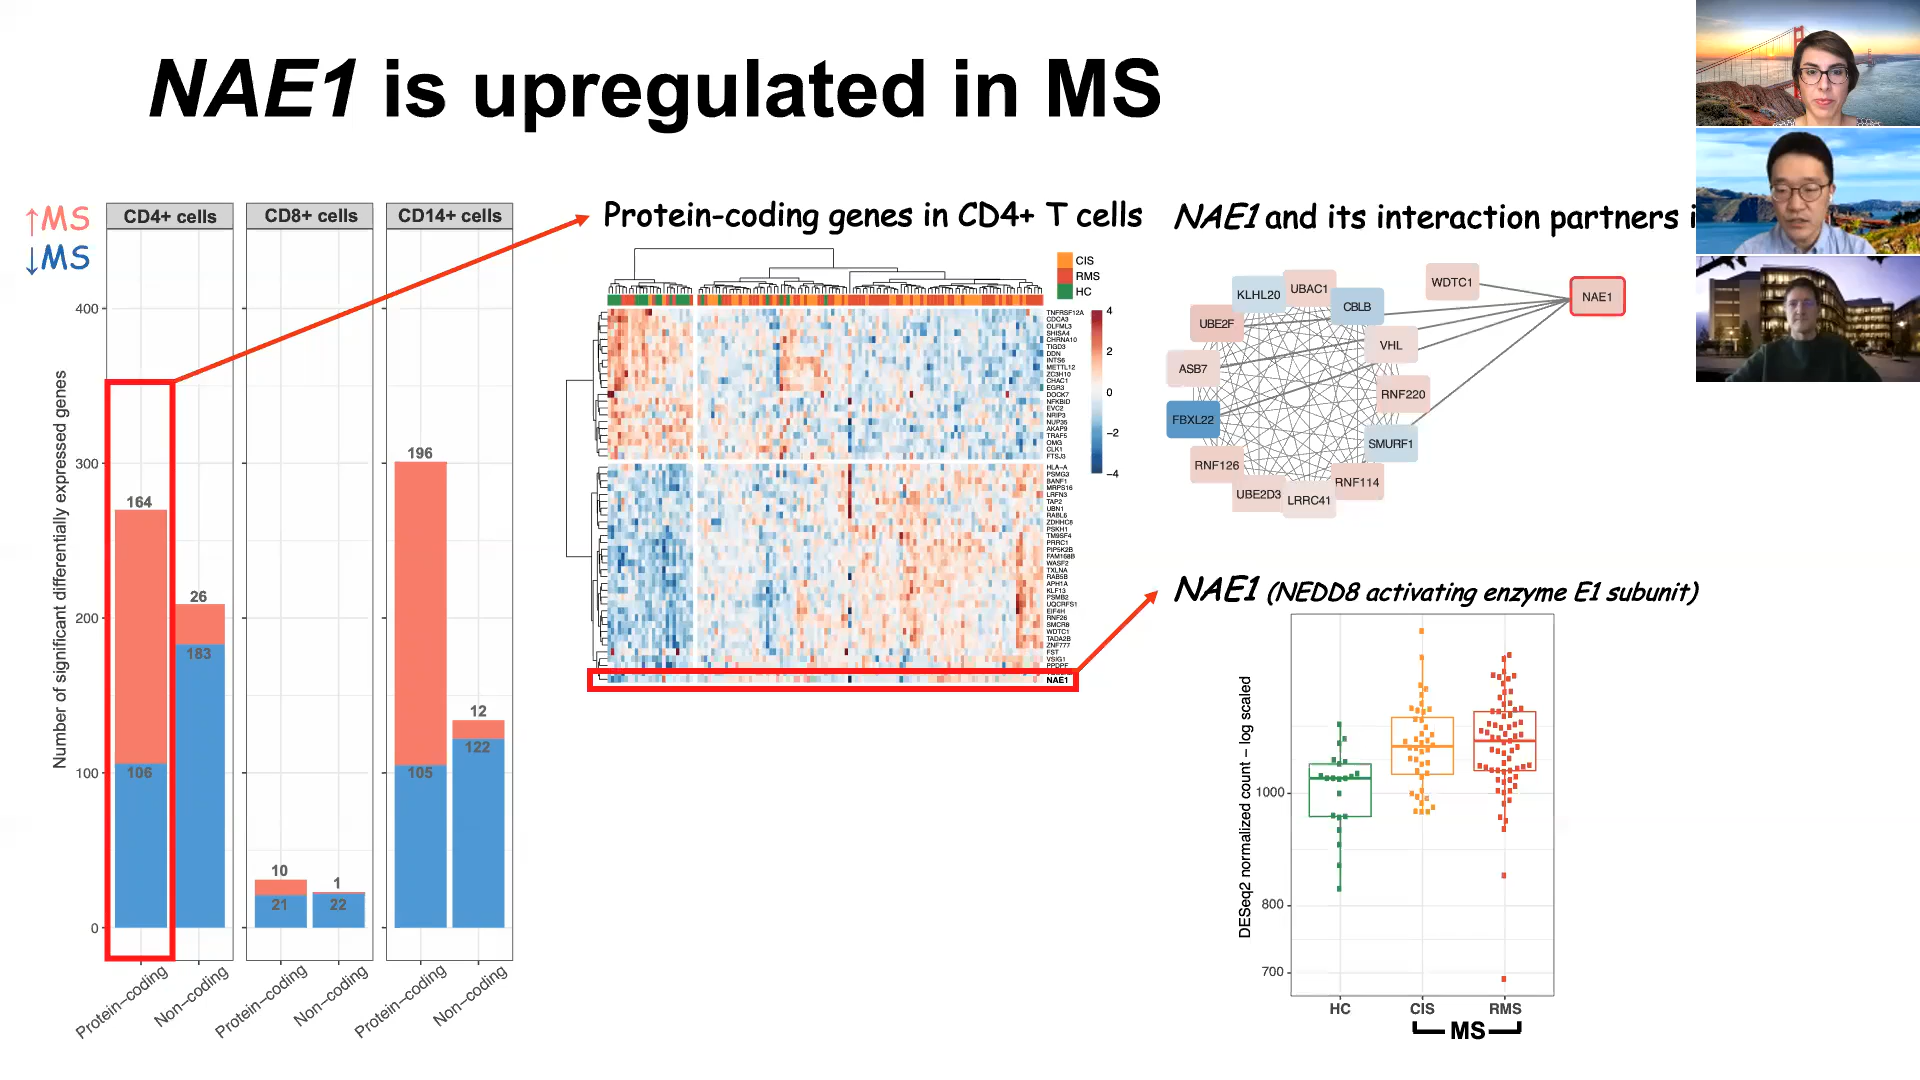 NAE1 is upregulated in MS
↑MS
↓MS
CD4+ cells
CD8+ cells
CD14+ cells
Number of significant differentially expressed genes
400
300
200
100
0
164
106
26
183
10
21
1
22
196
105
12
122
Protein-coding
Non-coding
Protein-coding
Non-coding
Protein-coding
Non-coding
Protein-coding genes in CD4+ T cells
CIS
RMS
HC
4
2
0
-2
-4
TNFRSF12A
CDCA3
OLFML3
SHISA4
CHRNA10
TIGD3
DDN
INTS6
METTL12
ZC3H10
CHAC1
EGR3
DOCK7
NFKBID
EVC2
NRIP3
NUP35
AKAP9
TRAF5
OMG
CLK1
FTSJ3
HLA-A
PSMG3
BANF1
MRPS16
LRFN3
TAP2
UBN1
RABL6
ZDHHC8
PSKH1
TM9SF4
PRRC1
PIP5K2B
FAM168B
WASF2
TXLNA
RAB5B
APH1A
KLF13
PSMB2
UQCRFS1
EIF4H
RNF26
SMCR8
WDTC1
TADA2B
ZNF777
FST
VSIG1
PPDPF
NAE1
NAE1 and its interaction partners i
WDTC1
NAE1
KLHL20
UBAC1
CBLB
UBE2F
VHL
ASB7
RNF220
FBXL22
SMURF1
RNF126
RNF114
UBE2D3
LRRC41
NAE1 (NEDD8 activating enzyme E1 subunit)
DESeq2 normalized count - log scaled
1000
800
700
HC
CIS
RMS
MS